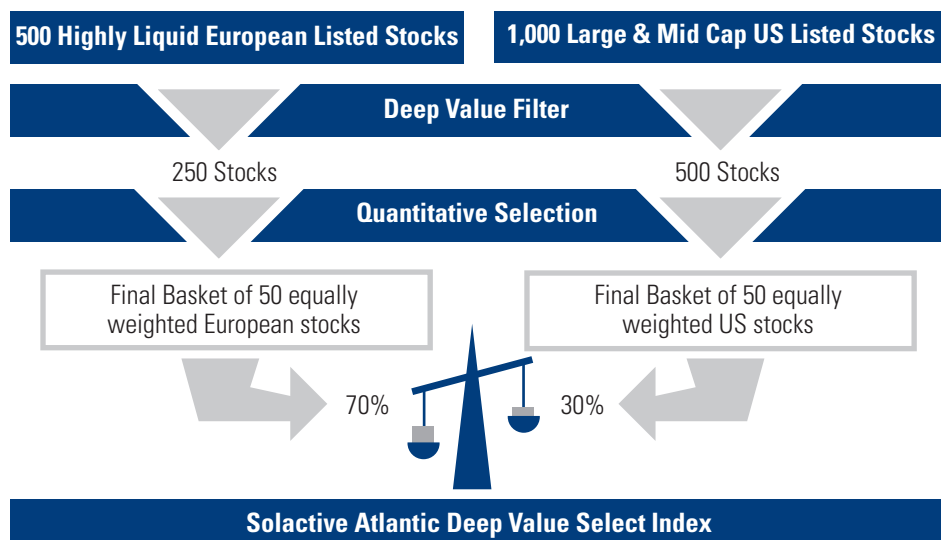 500 Highly Liquid European Listed Stocks
1,000 Large & Mid Cap US Listed Stocks
Deep Value Filter
250 Stocks
500 Stocks
Quantitative Selection
Final Basket of 50 equally
weighted European stocks
Final Basket of 50 equally
weighted US stocks
70%
30%
Solactive Atlantic Deep Value Select Index